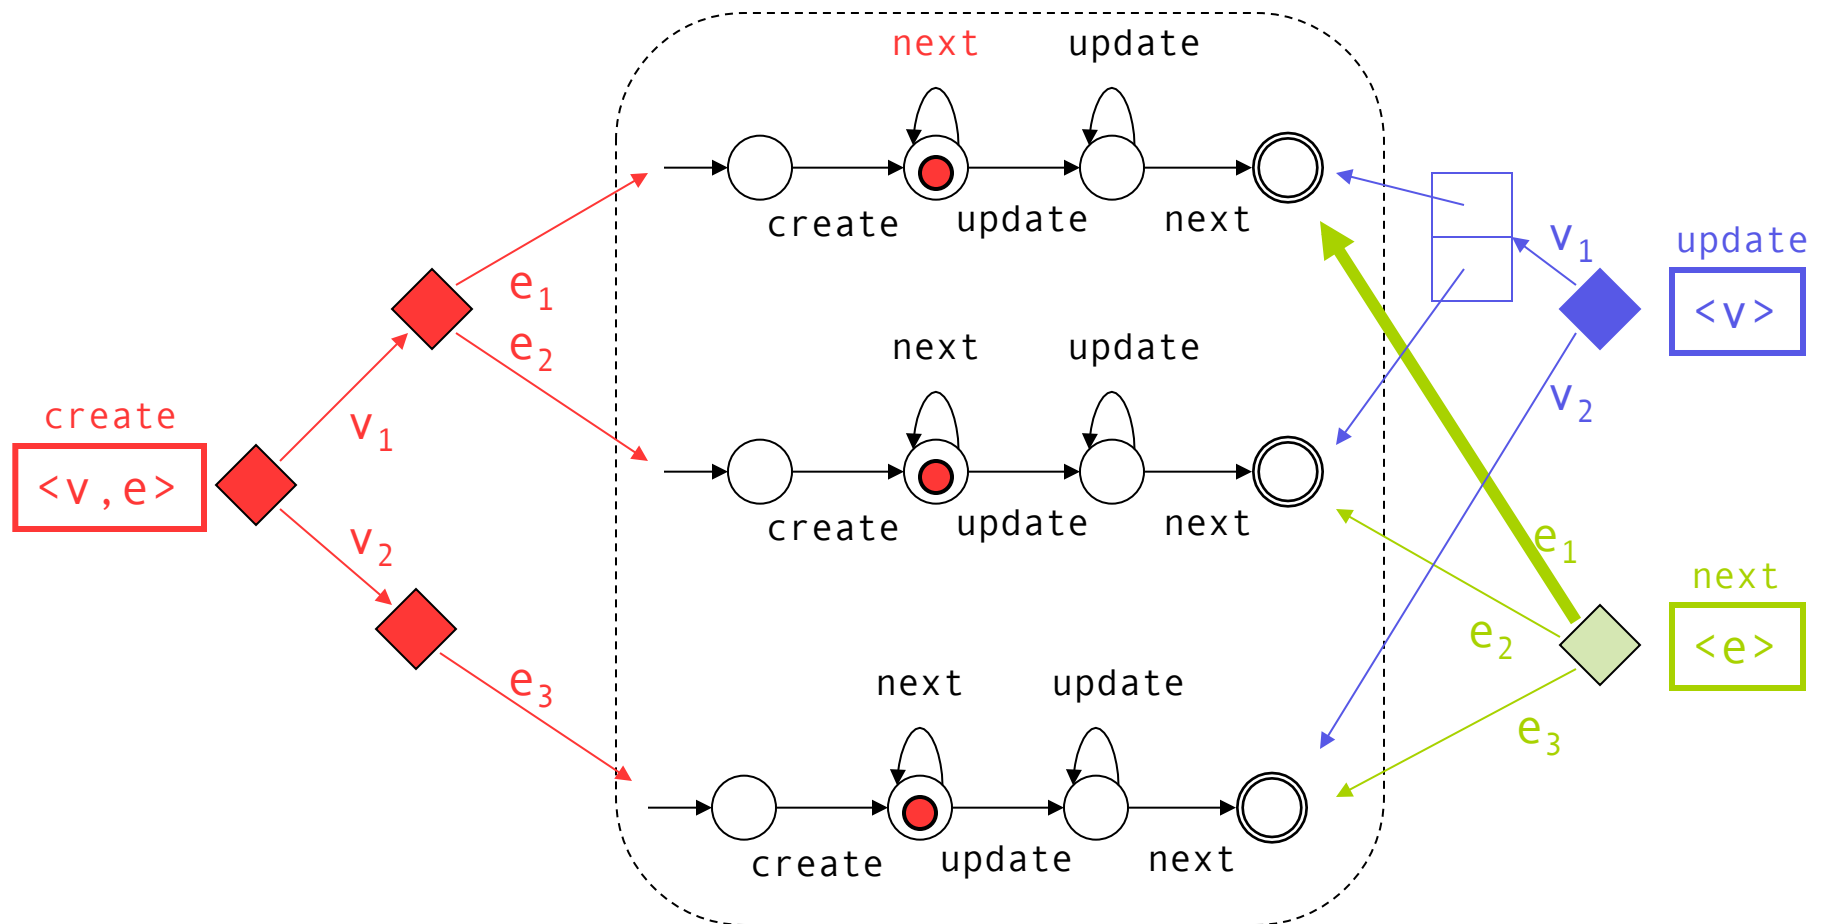 next update
create update next
e1
e2
v1
create
<v,e>
v2
e3
next update
create update next
next update
create update next
v1
update
<v>
v2
e1
next
<e>
e2
e3